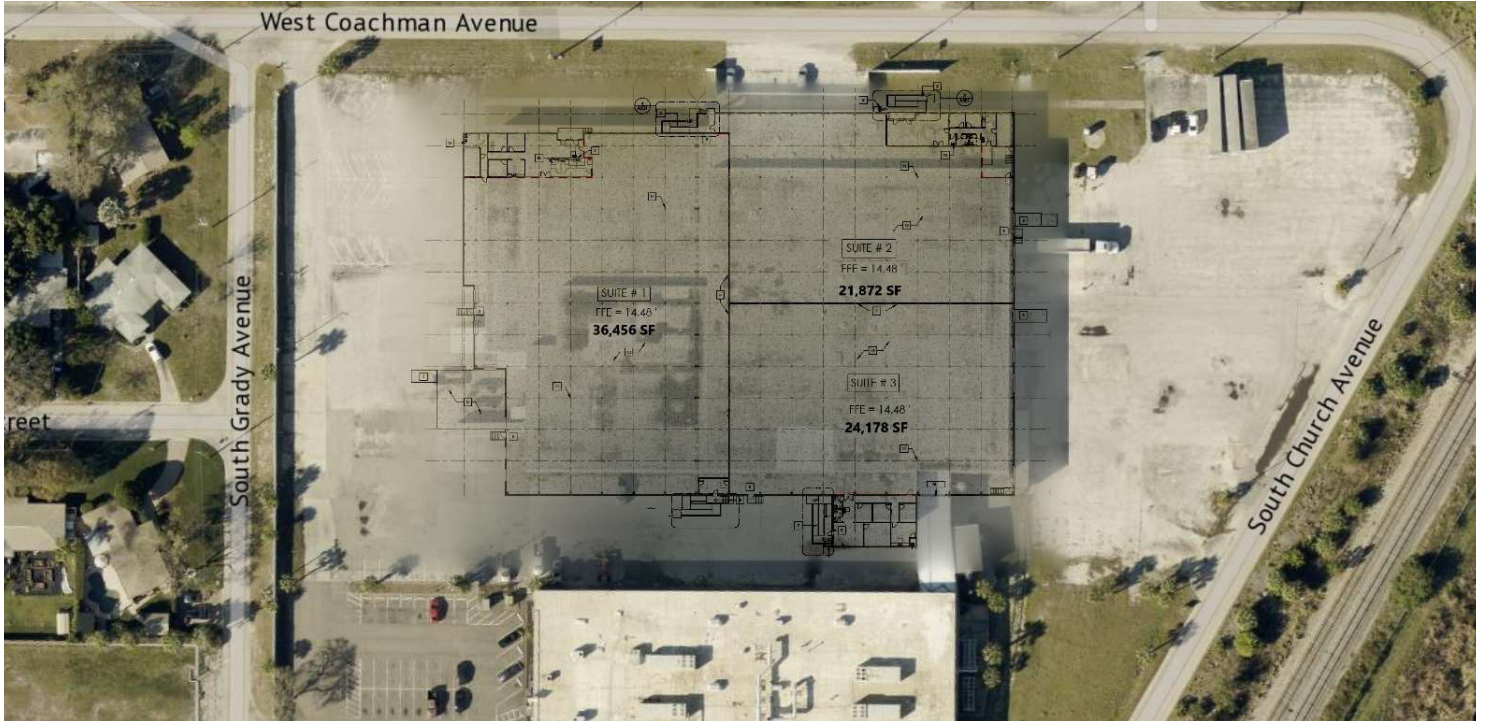 West Coachman Avenue
SUITE # 2
FFE = 14.48'
21,872 SF
SUITE # 1
FFE = 14.48'
36,456 SF
SUITE # 3
FFE = 14.48'
24,178 SF
reet
South Grady Avenue
South Church Avenue